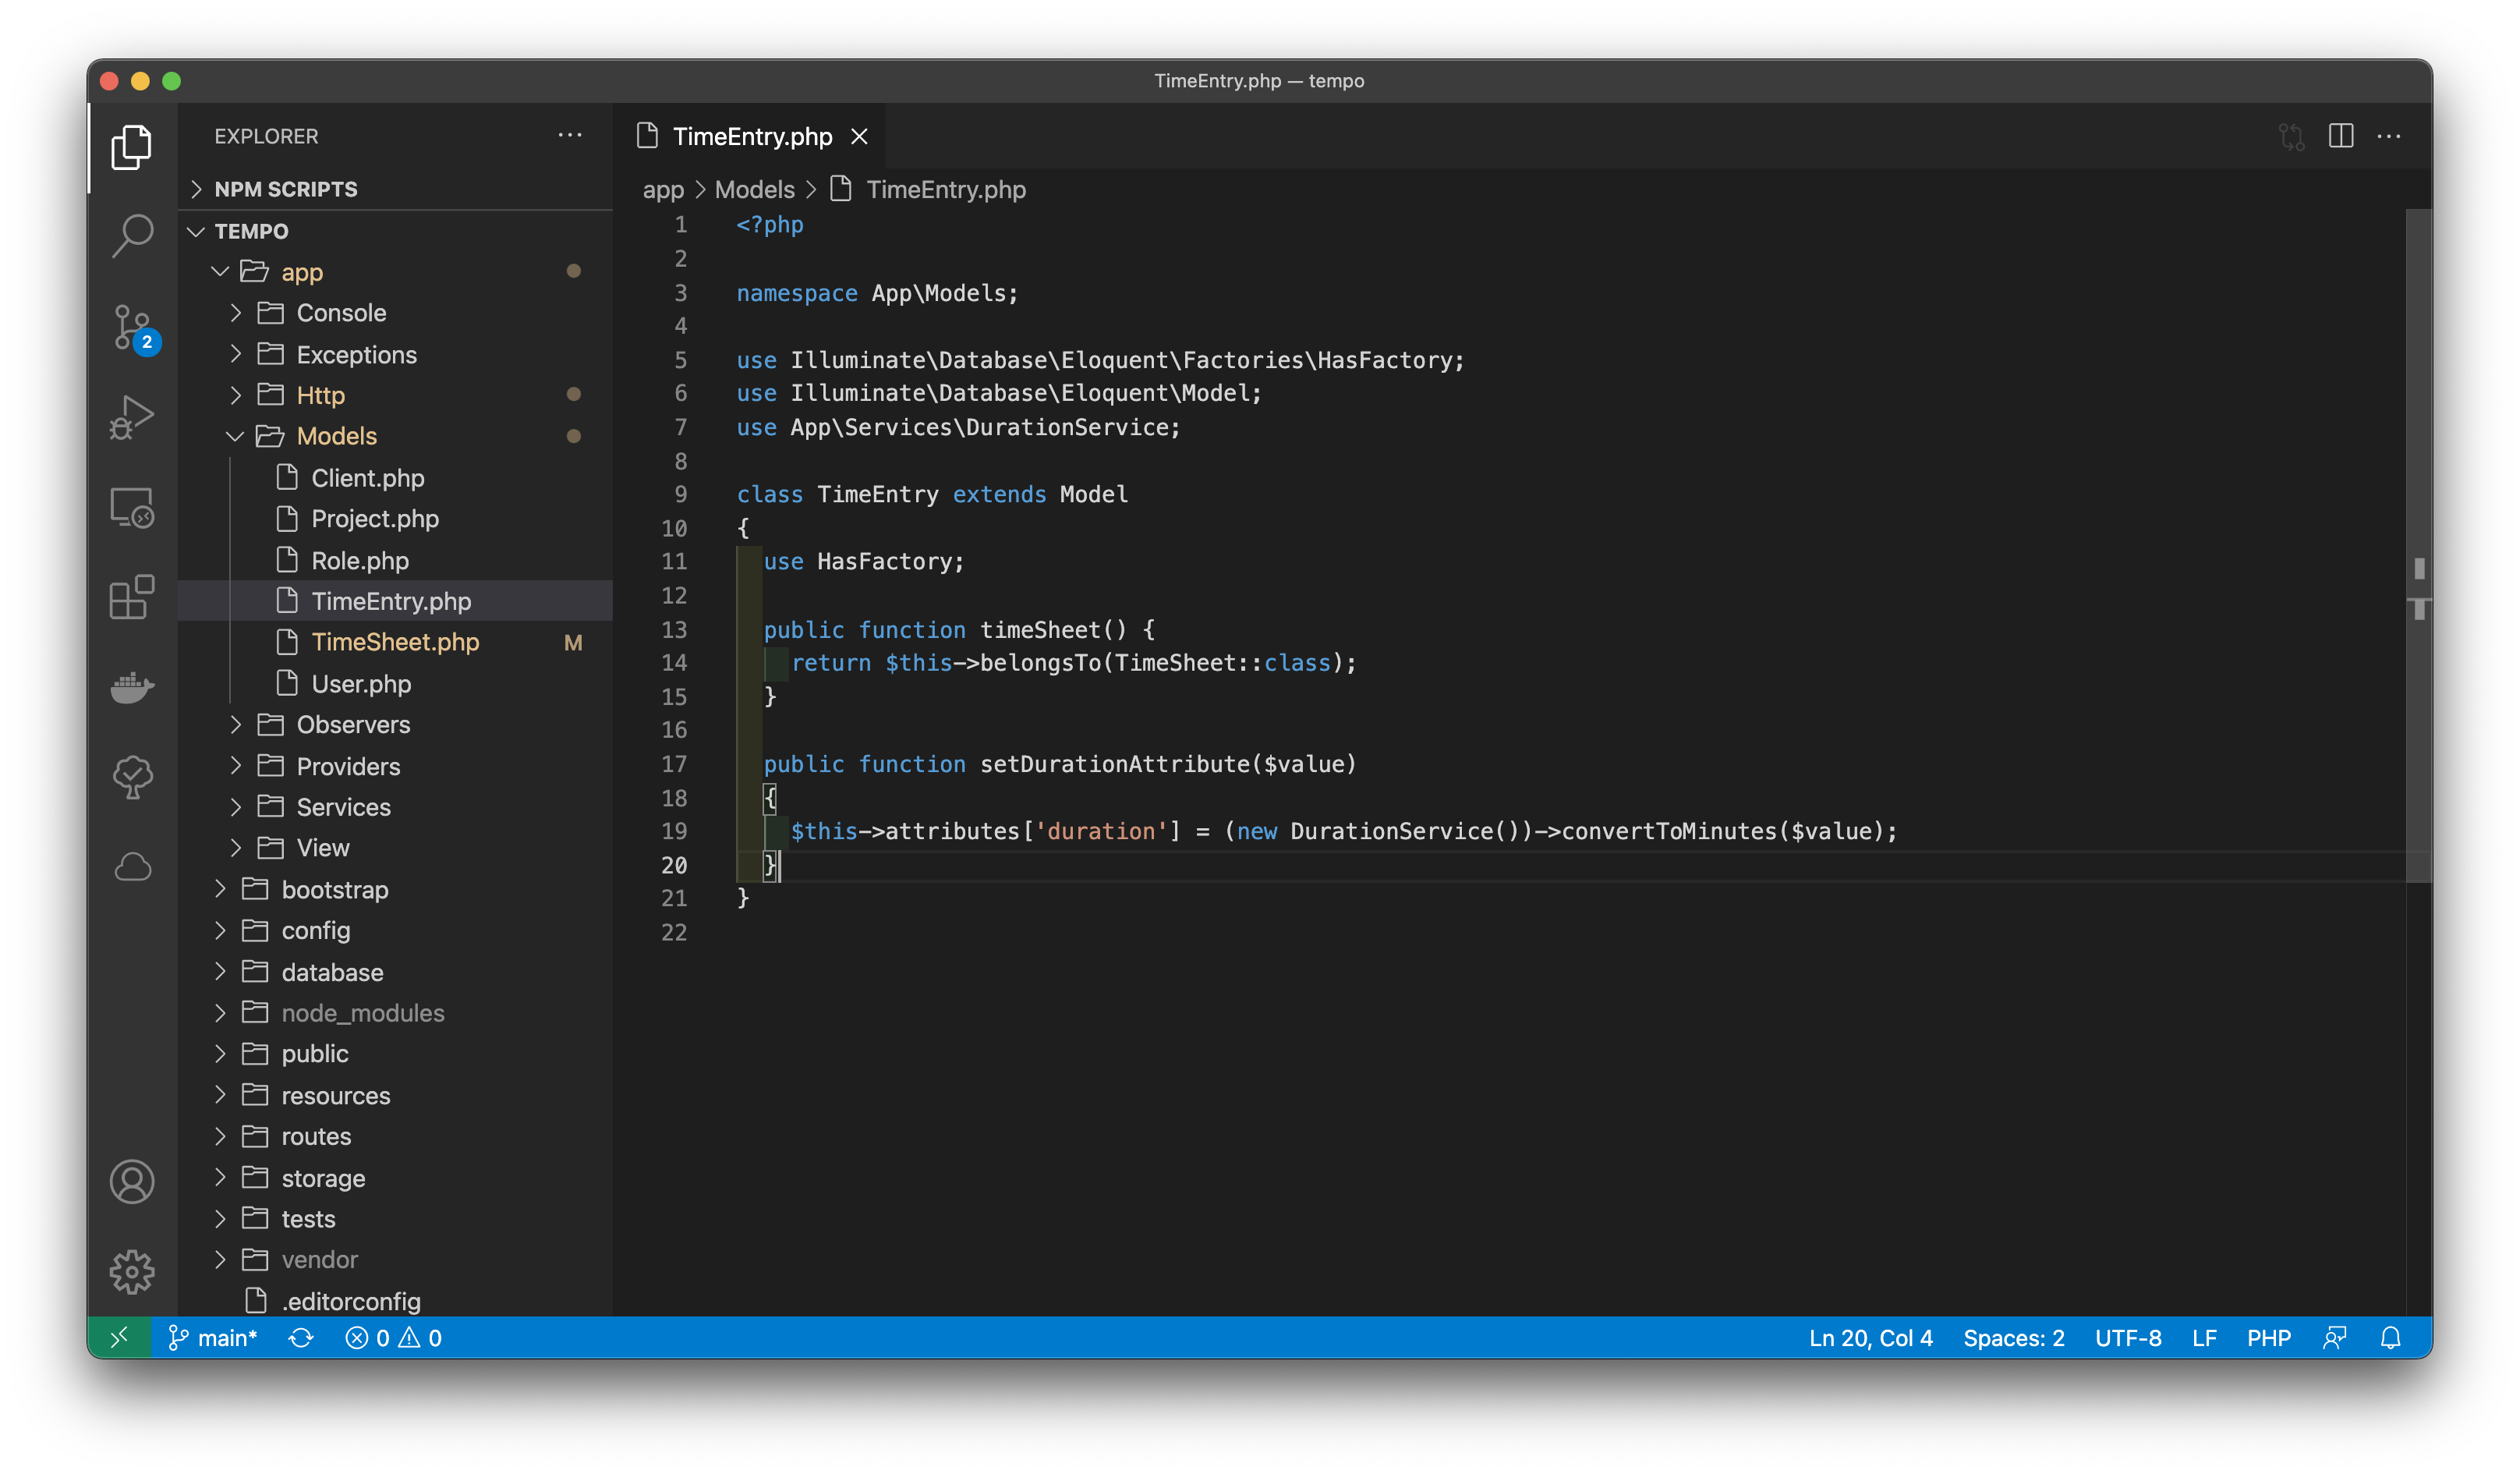 TimeEntry.php — tempo
EXPLORER
NPM SCRIPTS
TEMPO
app
Console
Exceptions
Http
Models
Client.php
Project.php
Role.php
TimeEntry.php
TimeSheet.php M
User.php
Observers
Providers
Services
View
bootstrap
config
database
node_modules
public
resources
routes
storage
tests
vendor
.editorconfig
2
TimeEntry.php
app > Models > TimeEntry.php
1 <?php
2
3 namespace App\Models;
4
5 use Illuminate\Database\Eloquent\Factories\HasFactory;
6 use Illuminate\Database\Eloquent\Model;
7 use App\Services\DurationService;
8
9 class TimeEntry extends Model
10 {
11   use HasFactory;
12
13   public function timeSheet() {
14     return $this->belongsTo(TimeSheet::class);
15   }
16
17   public function setDurationAttribute($value)
18   {
19     $this->attributes['duration'] = (new DurationService())->convertToMinutes($value);
20   }
21 }
22
main* 0 0 Ln 20, Col 4 Spaces: 2 UTF-8 LF PHP